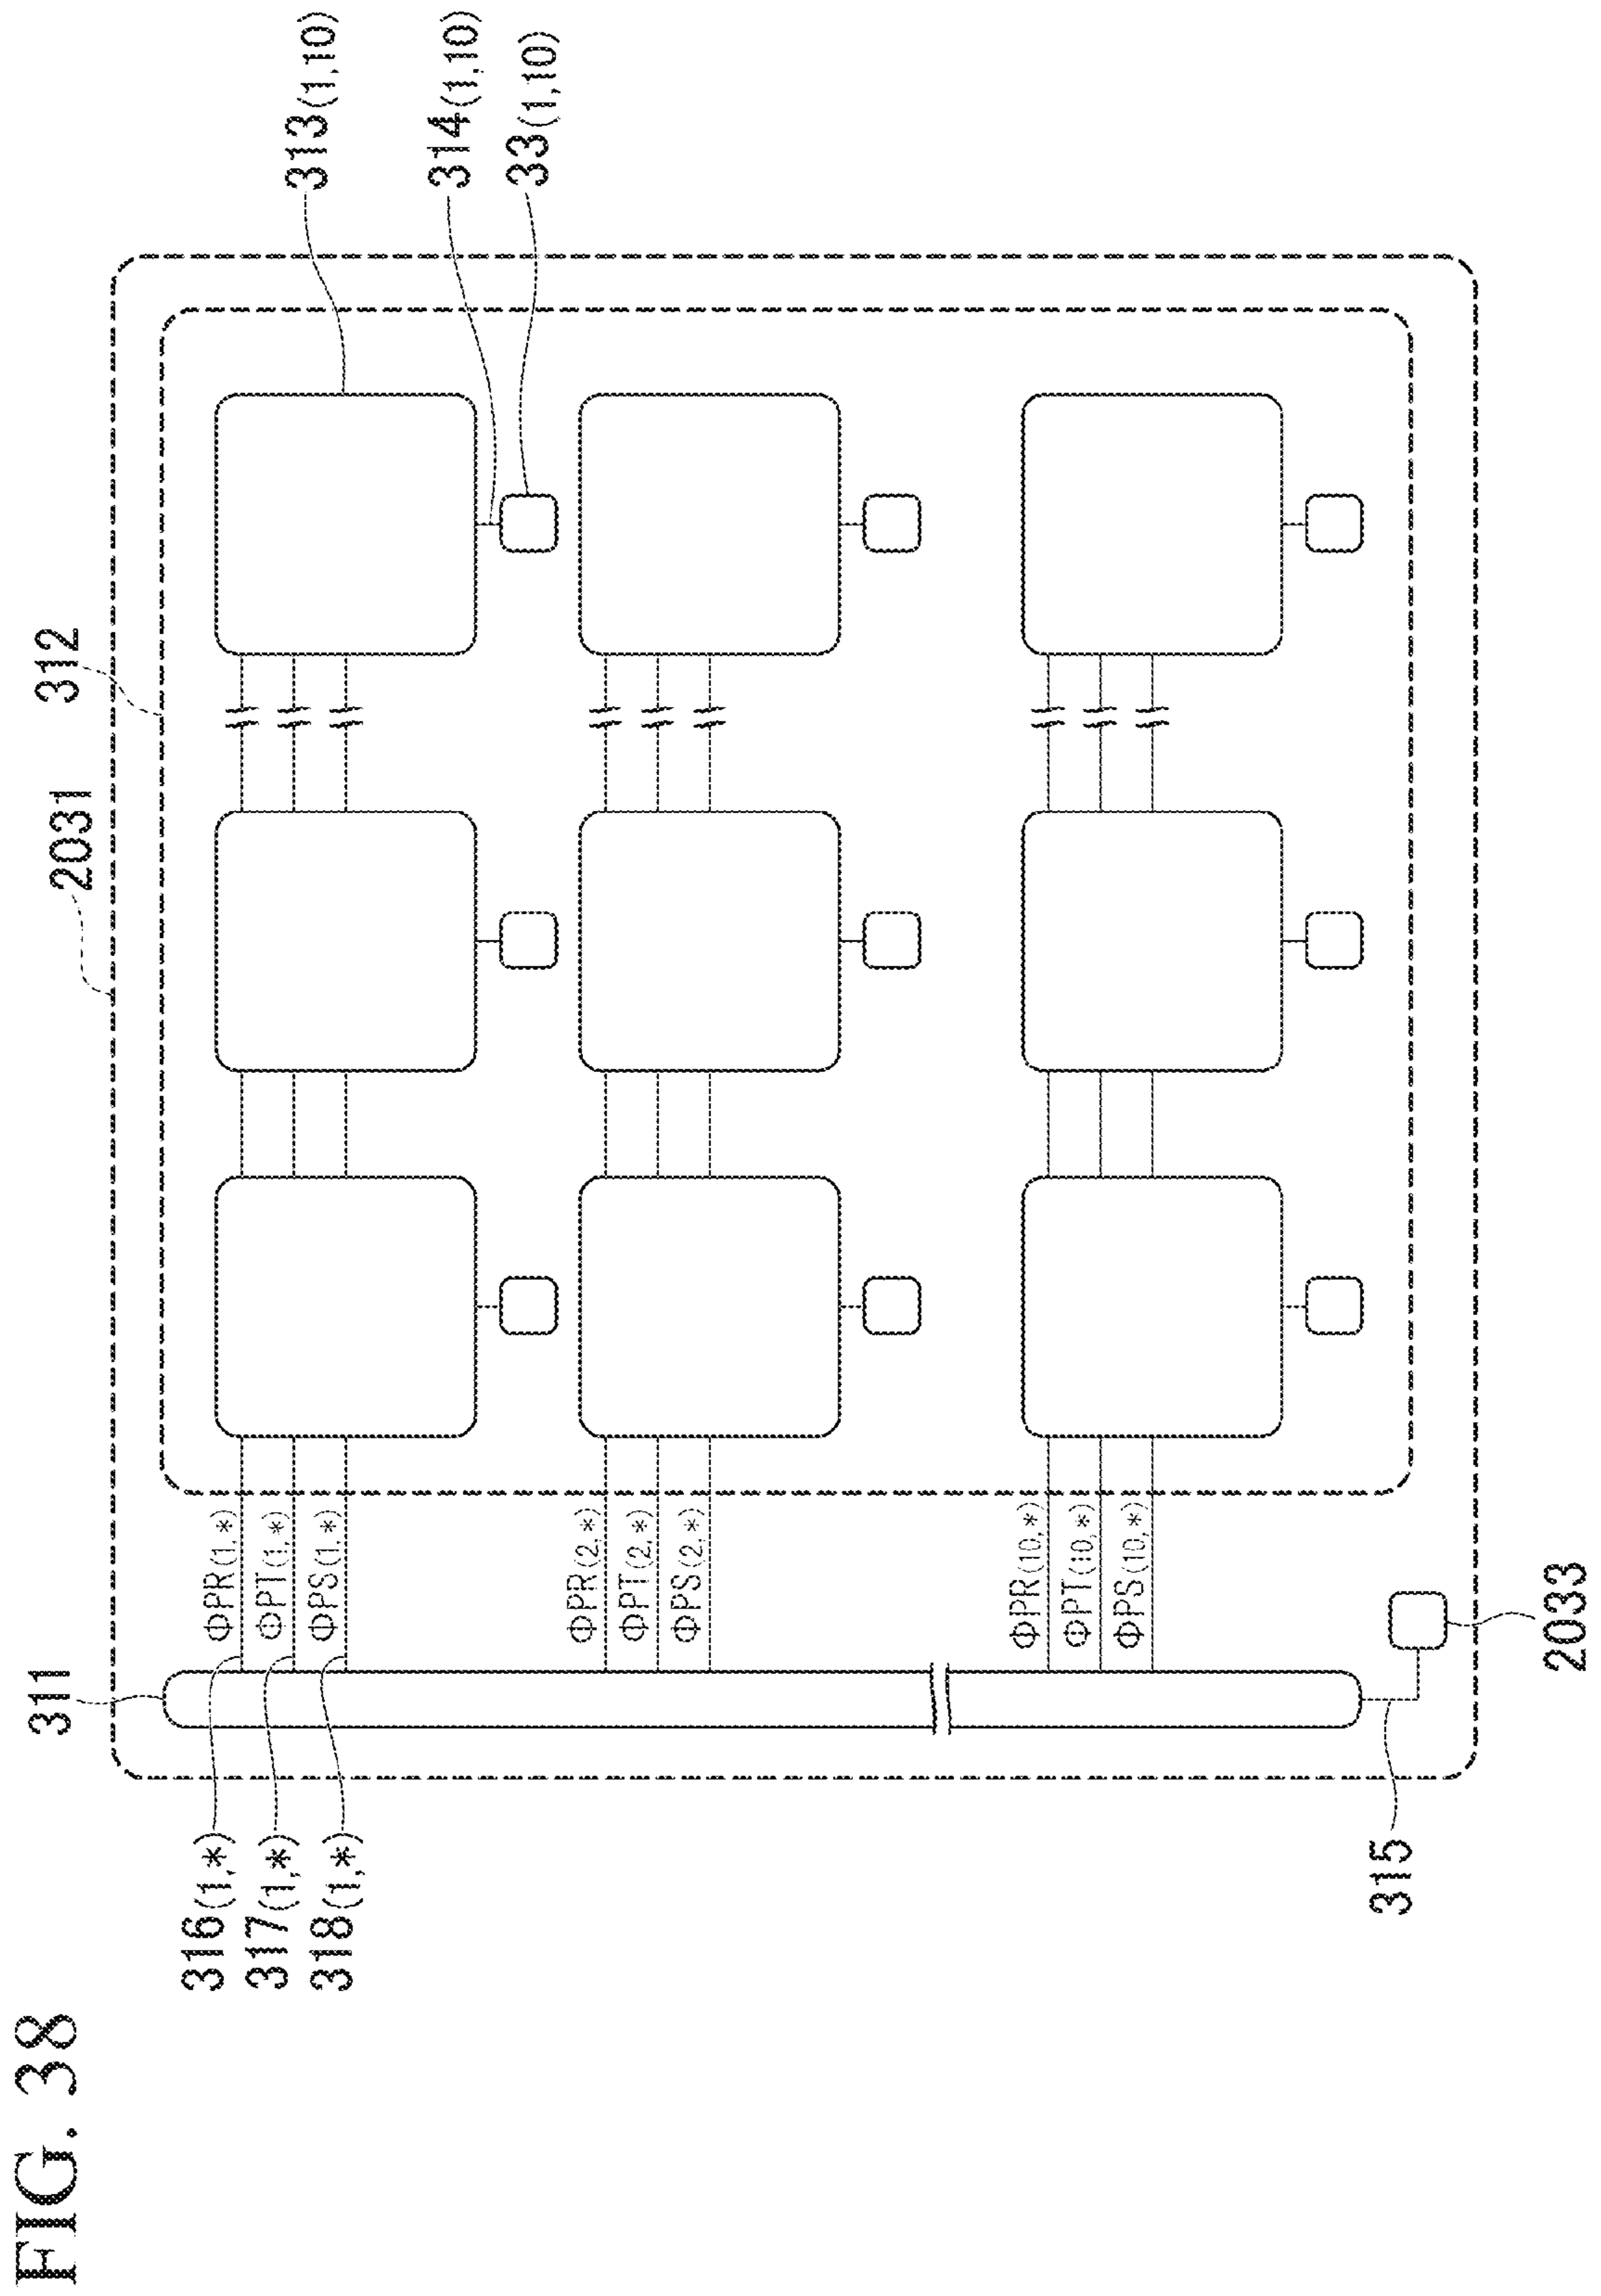 FIG. 38
2031
312
311
313(1,10)
314(1,10)
33(1,10)
316(1,*)
317(1,*)
318(1,*)
ΦPR(1,*)
ΦPT(1,*)
ΦPS(1,*)
ΦPR(2,*)
ΦPT(2,*)
ΦPS(2,*)
ΦPR(10,*)
ΦPT(10,*)
ΦPS(10,*)
315
2033